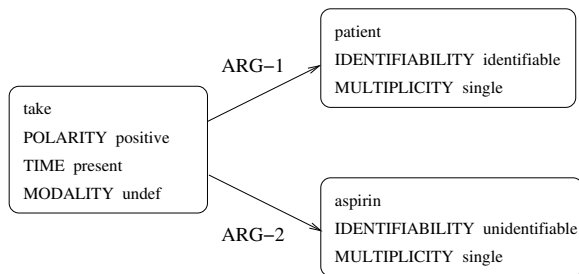 take
POLARITY positive
TIME present
MODALITY undef
ARG−1
patient
IDENTIFIABILITY identifiable
MULTIPLICITY single
ARG−2
aspirin
IDENTIFIABILITY unidentifiable
MULTIPLICITY single